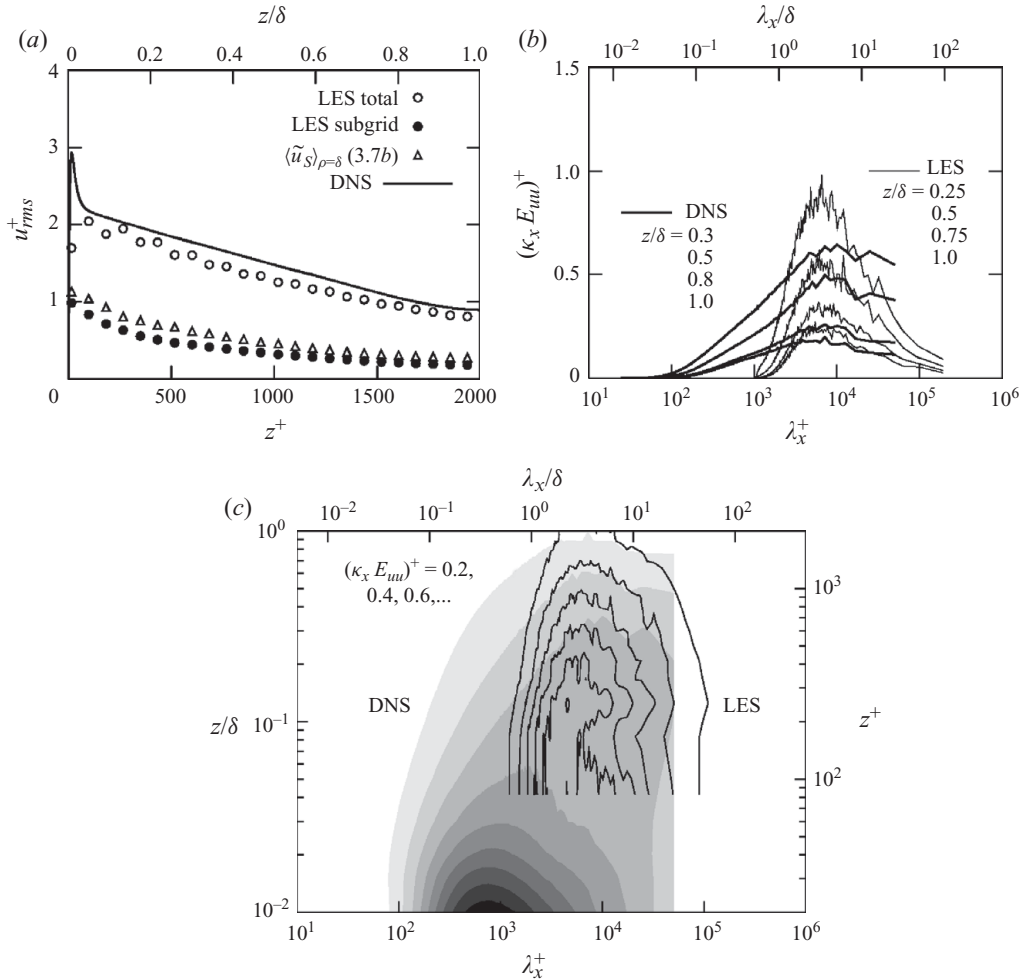 (a)
z/δ
0 0.2 0.4 0.6 0.8 1.0
4
3
2
1
0 500 1000 1500 2000
u⁺rms
z⁺
LES total
LES subgrid
⟨ũS⟩ρ=δ (3.7b)
DNS
(b)
λx/δ
10⁻² 10⁻¹ 10⁰ 10¹ 10²
1.5
1.0
0.5
0
(κx Euu)⁺
DNS
z/δ = 0.3
0.5
0.8
1.0
LES
z/δ = 0.25
0.5
0.75
1.0
10¹ 10² 10³ 10⁴ 10⁵ 10⁶
λx⁺
(c)
λx/δ
10⁻² 10⁻¹ 10⁰ 10¹ 10²
10⁰
10⁻¹
10⁻²
z/δ
(κx Euu)⁺ = 0.2,
0.4, 0.6,...
DNS
LES
10³
10²
z⁺
10¹ 10² 10³ 10⁴ 10⁵ 10⁶
λx⁺